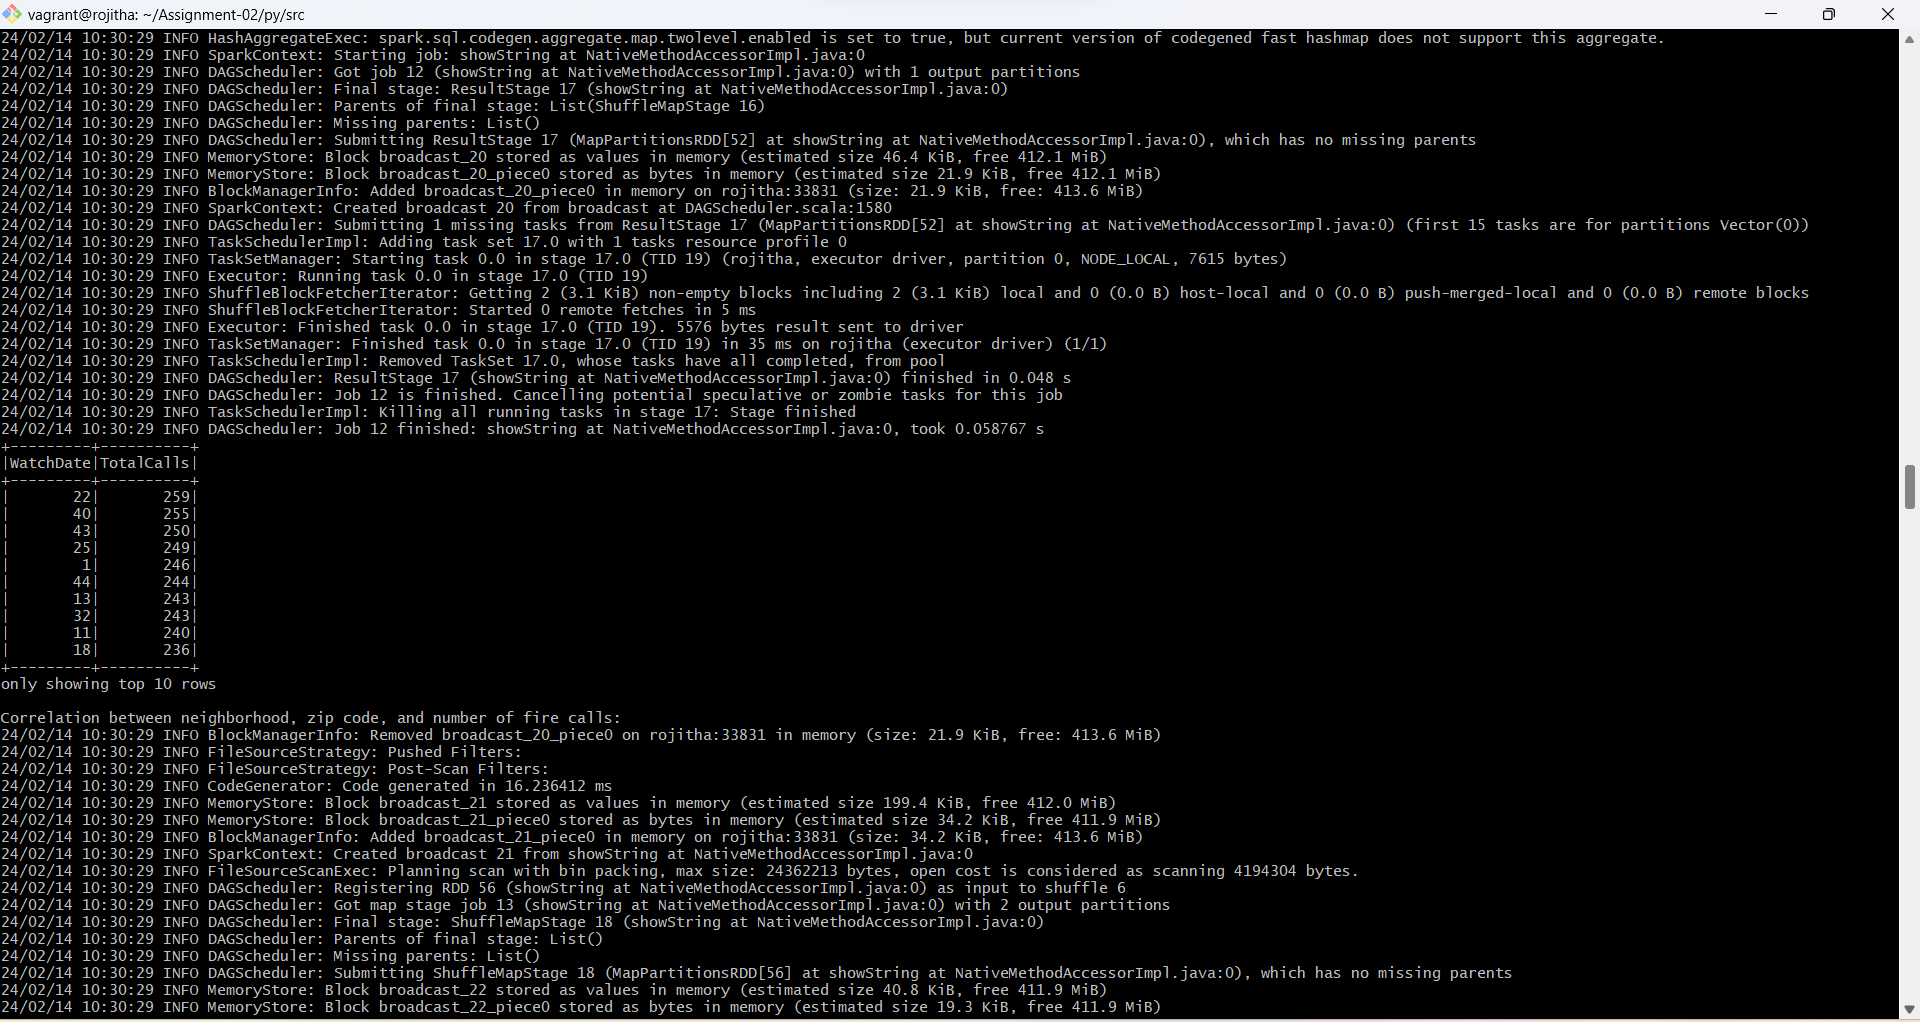 vagrant@rojitha: ~/Assignment-02/py/src
24/02/14 10:30:29 INFO HashAggregateExec: spark.sql.codegen.aggregate.map.twolevel.enabled is set to true, but current version of codegened fast hashmap does not support this aggregate.
24/02/14 10:30:29 INFO SparkContext: Starting job: showString at NativeMethodAccessorImpl.java:0
24/02/14 10:30:29 INFO DAGScheduler: Got job 12 (showString at NativeMethodAccessorImpl.java:0) with 1 output partitions
24/02/14 10:30:29 INFO DAGScheduler: Final stage: ResultStage 17 (showString at NativeMethodAccessorImpl.java:0)
24/02/14 10:30:29 INFO DAGScheduler: Parents of final stage: List(ShuffleMapStage 16)
24/02/14 10:30:29 INFO DAGScheduler: Missing parents: List()
24/02/14 10:30:29 INFO DAGScheduler: Submitting ResultStage 17 (MapPartitionsRDD[52] at showString at NativeMethodAccessorImpl.java:0), which has no missing parents
24/02/14 10:30:29 INFO MemoryStore: Block broadcast_20 stored as values in memory (estimated size 46.4 KiB, free 412.1 MiB)
24/02/14 10:30:29 INFO MemoryStore: Block broadcast_20_piece0 stored as bytes in memory (estimated size 21.9 KiB, free 412.1 MiB)
24/02/14 10:30:29 INFO BlockManagerInfo: Added broadcast_20_piece0 in memory on rojitha:33831 (size: 21.9 KiB, free: 413.6 MiB)
24/02/14 10:30:29 INFO SparkContext: Created broadcast 20 from broadcast at DAGScheduler.scala:1580
24/02/14 10:30:29 INFO DAGScheduler: Submitting 1 missing tasks from ResultStage 17 (MapPartitionsRDD[52] at showString at NativeMethodAccessorImpl.java:0) (first 15 tasks are for partitions Vector(0))
24/02/14 10:30:29 INFO TaskSchedulerImpl: Adding task set 17.0 with 1 tasks resource profile 0
24/02/14 10:30:29 INFO TaskSetManager: Starting task 0.0 in stage 17.0 (TID 19) (rojitha, executor driver, partition 0, NODE_LOCAL, 7615 bytes)
24/02/14 10:30:29 INFO Executor: Running task 0.0 in stage 17.0 (TID 19)
24/02/14 10:30:29 INFO ShuffleBlockFetcherIterator: Getting 2 (3.1 KiB) non-empty blocks including 2 (3.1 KiB) local and 0 (0.0 B) host-local and 0 (0.0 B) push-merged-local and 0 (0.0 B) remote blocks
24/02/14 10:30:29 INFO ShuffleBlockFetcherIterator: Started 0 remote fetches in 5 ms
24/02/14 10:30:29 INFO Executor: Finished task 0.0 in stage 17.0 (TID 19). 5576 bytes result sent to driver
24/02/14 10:30:29 INFO TaskSetManager: Finished task 0.0 in stage 17.0 (TID 19) in 35 ms on rojitha (executor driver) (1/1)
24/02/14 10:30:29 INFO TaskSchedulerImpl: Removed TaskSet 17.0, whose tasks have all completed, from pool
24/02/14 10:30:29 INFO DAGScheduler: ResultStage 17 (showString at NativeMethodAccessorImpl.java:0) finished in 0.048 s
24/02/14 10:30:29 INFO DAGScheduler: Job 12 is finished. Cancelling potential speculative or zombie tasks for this job
24/02/14 10:30:29 INFO TaskSchedulerImpl: Killing all running tasks in stage 17: Stage finished
24/02/14 10:30:29 INFO DAGScheduler: Job 12 finished: showString at NativeMethodAccessorImpl.java:0, took 0.058767 s
+---------+----------+
|WatchDate|TotalCalls|
+---------+----------+
|       22|       259|
|       40|       255|
|       43|       250|
|       25|       249|
|        1|       246|
|       44|       244|
|       13|       243|
|       32|       243|
|       11|       240|
|       18|       236|
+---------+----------+
only showing top 10 rows
Correlation between neighborhood, zip code, and number of fire calls:
24/02/14 10:30:29 INFO BlockManagerInfo: Removed broadcast_20_piece0 on rojitha:33831 in memory (size: 21.9 KiB, free: 413.6 MiB)
24/02/14 10:30:29 INFO FileSourceStrategy: Pushed Filters:
24/02/14 10:30:29 INFO FileSourceStrategy: Post-Scan Filters:
24/02/14 10:30:29 INFO CodeGenerator: Code generated in 16.236412 ms
24/02/14 10:30:29 INFO MemoryStore: Block broadcast_21 stored as values in memory (estimated size 199.4 KiB, free 412.0 MiB)
24/02/14 10:30:29 INFO MemoryStore: Block broadcast_21_piece0 stored as bytes in memory (estimated size 34.2 KiB, free 411.9 MiB)
24/02/14 10:30:29 INFO BlockManagerInfo: Added broadcast_21_piece0 in memory on rojitha:33831 (size: 34.2 KiB, free: 413.6 MiB)
24/02/14 10:30:29 INFO SparkContext: Created broadcast 21 from showString at NativeMethodAccessorImpl.java:0
24/02/14 10:30:29 INFO FileSourceScanExec: Planning scan with bin packing, max size: 24362213 bytes, open cost is considered as scanning 4194304 bytes.
24/02/14 10:30:29 INFO DAGScheduler: Registering RDD 56 (showString at NativeMethodAccessorImpl.java:0) as input to shuffle 6
24/02/14 10:30:29 INFO DAGScheduler: Got map stage job 13 (showString at NativeMethodAccessorImpl.java:0) with 2 output partitions
24/02/14 10:30:29 INFO DAGScheduler: Final stage: ShuffleMapStage 18 (showString at NativeMethodAccessorImpl.java:0)
24/02/14 10:30:29 INFO DAGScheduler: Parents of final stage: List()
24/02/14 10:30:29 INFO DAGScheduler: Missing parents: List()
24/02/14 10:30:29 INFO DAGScheduler: Submitting ShuffleMapStage 18 (MapPartitionsRDD[56] at showString at NativeMethodAccessorImpl.java:0), which has no missing parents
24/02/14 10:30:29 INFO MemoryStore: Block broadcast_22 stored as values in memory (estimated size 40.8 KiB, free 411.9 MiB)
24/02/14 10:30:29 INFO MemoryStore: Block broadcast_22_piece0 stored as bytes in memory (estimated size 19.3 KiB, free 411.9 MiB)